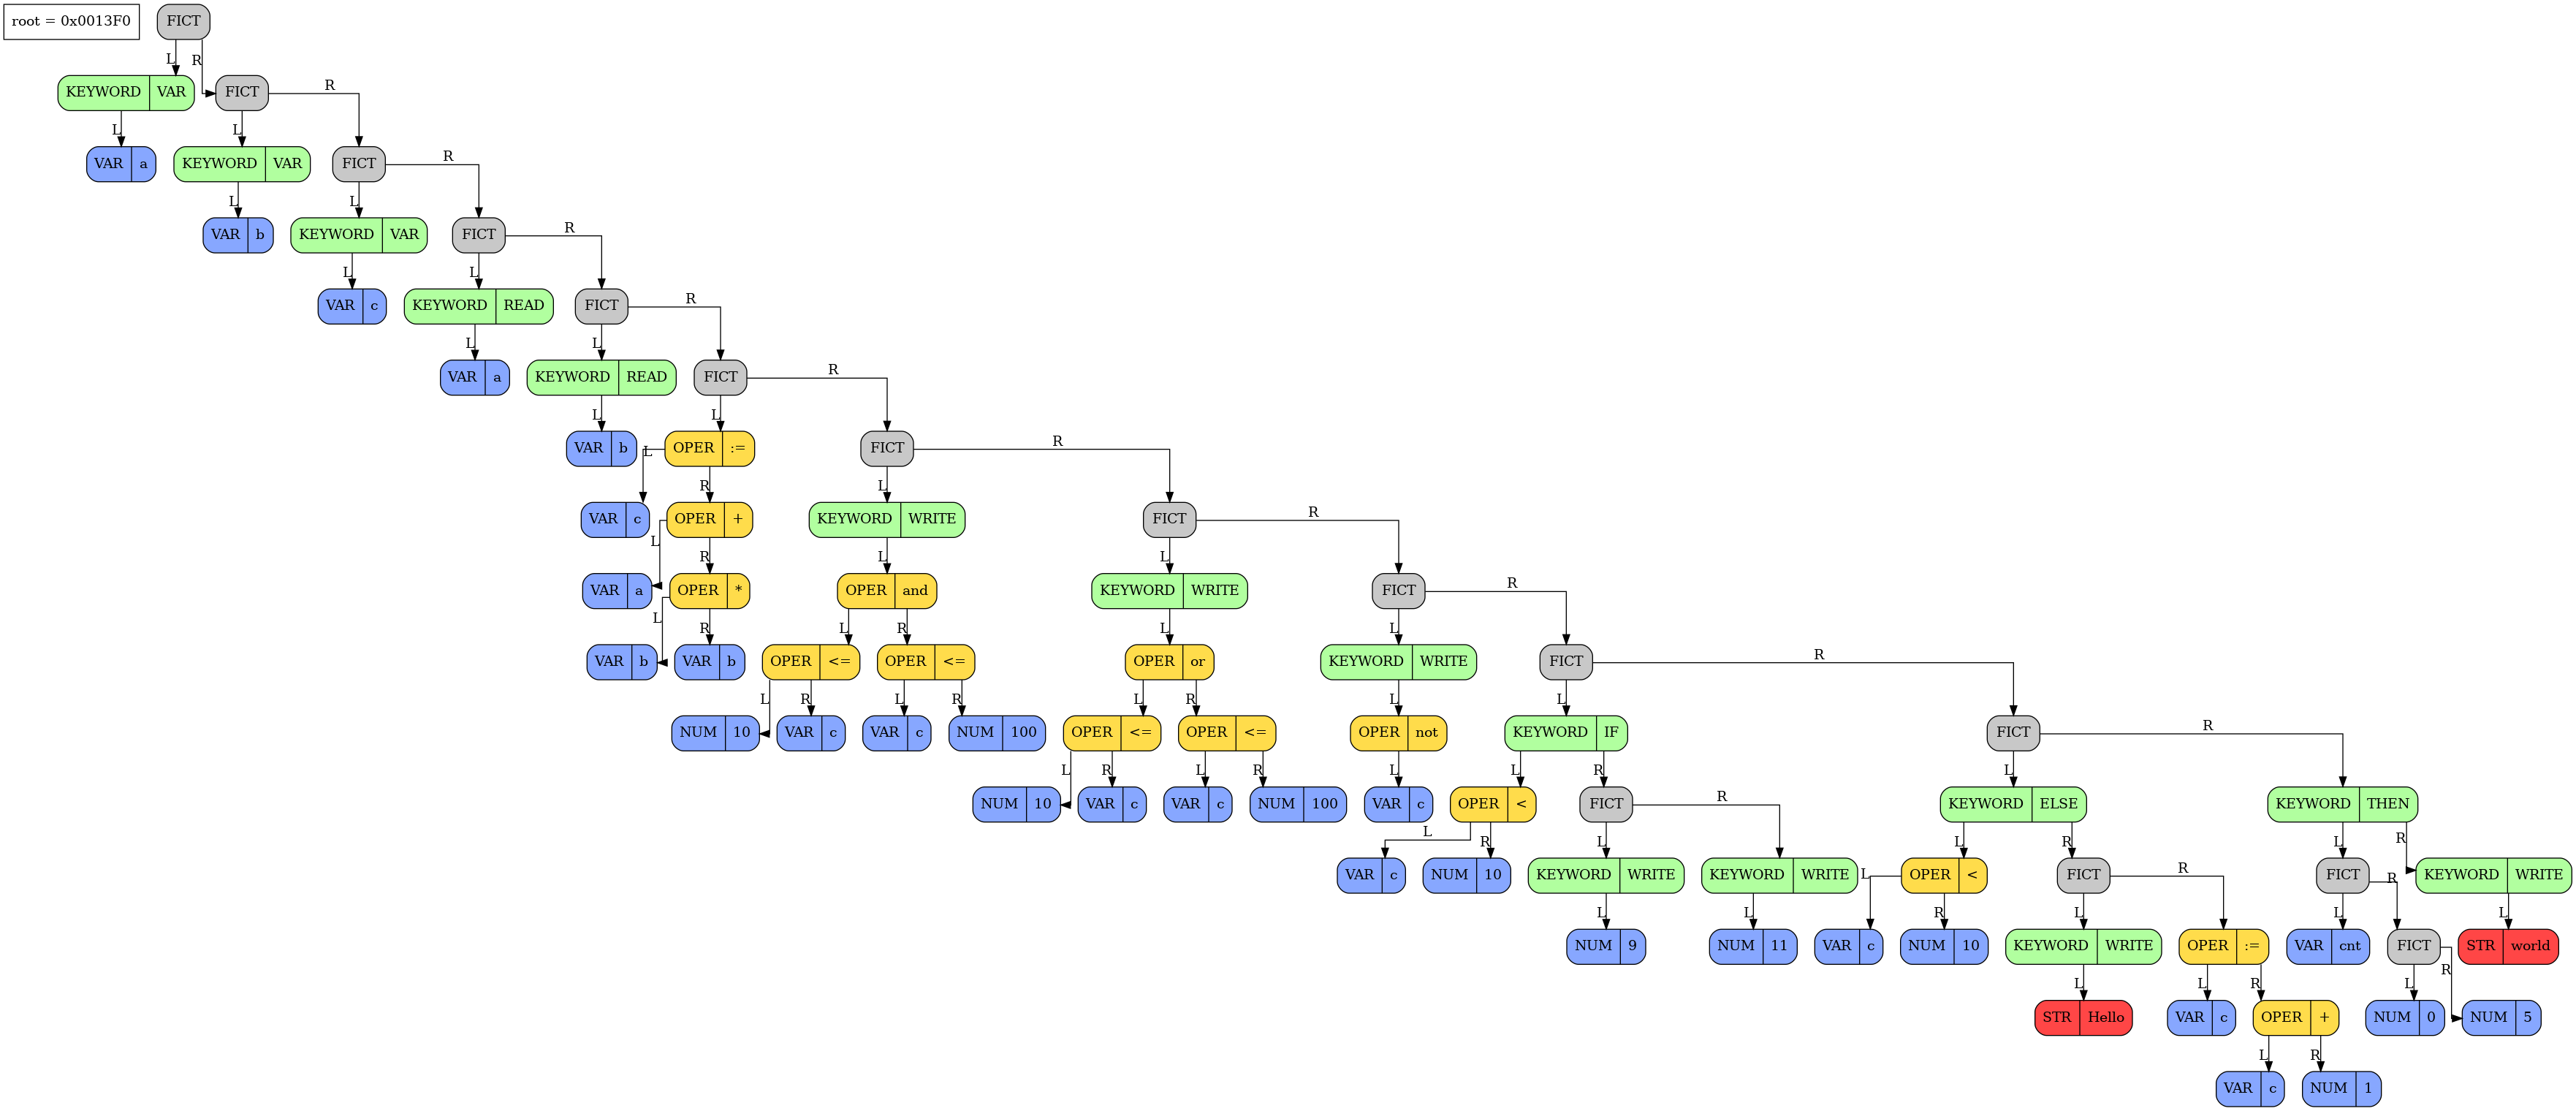 root = 0x0013F0
FICT
L
R
KEYWORD VAR
FICT
R
L
L
VAR a
KEYWORD VAR
FICT
R
L
L
VAR b
KEYWORD VAR
FICT
R
L
L
VAR c
KEYWORD READ
FICT
R
L
L
VAR a
KEYWORD READ
FICT
R
L
L
VAR b
OPER :=
FICT
R
L
R
L
VAR c
OPER +
KEYWORD WRITE
FICT
R
L
R
L
L
VAR a
OPER *
OPER and
KEYWORD WRITE
FICT
R
L
R
L
R
L
L
VAR b
VAR b
OPER <=
OPER <=
OPER or
KEYWORD WRITE
FICT
R
L
R
L
R
L
R
L
L
NUM 10
VAR c
VAR c
NUM 100
OPER <=
OPER <=
OPER not
KEYWORD IF
FICT
R
L
R
L
R
L
L
R
L
NUM 10
VAR c
VAR c
NUM 100
VAR c
OPER <
FICT
R
KEYWORD ELSE
KEYWORD THEN
L
R
L
L
R
L
R
VAR c
NUM 10
KEYWORD WRITE
KEYWORD WRITE
L
OPER <
FICT
R
FICT
R
KEYWORD WRITE
L
L
R
L
L
L
NUM 9
NUM 11
VAR c
NUM 10
KEYWORD WRITE
OPER :=
VAR cnt
FICT
STR world
L
L
R
L
R
STR Hello
VAR c
OPER +
NUM 0
NUM 5
L
R
VAR c
NUM 1